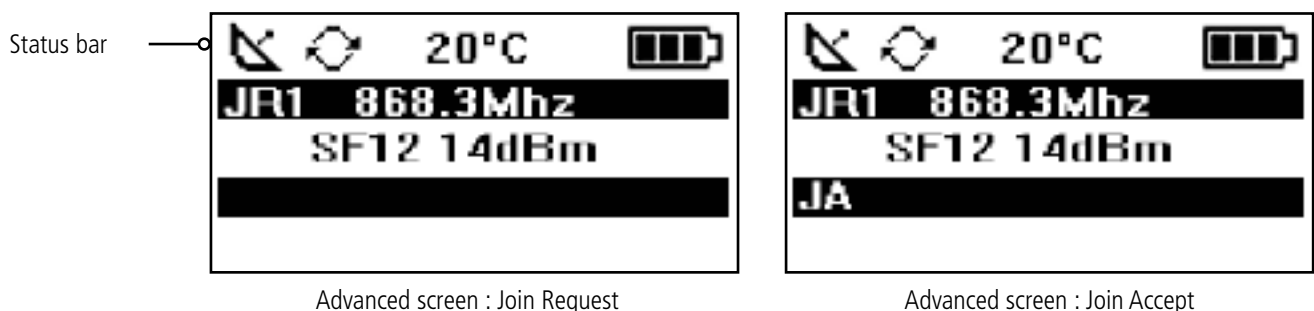 Status bar
20°C
JR1 868.3Mhz
SF12 14dBm
Advanced screen : Join Request
20°C
JR1 868.3Mhz
SF12 14dBm
JA
Advanced screen : Join Accept